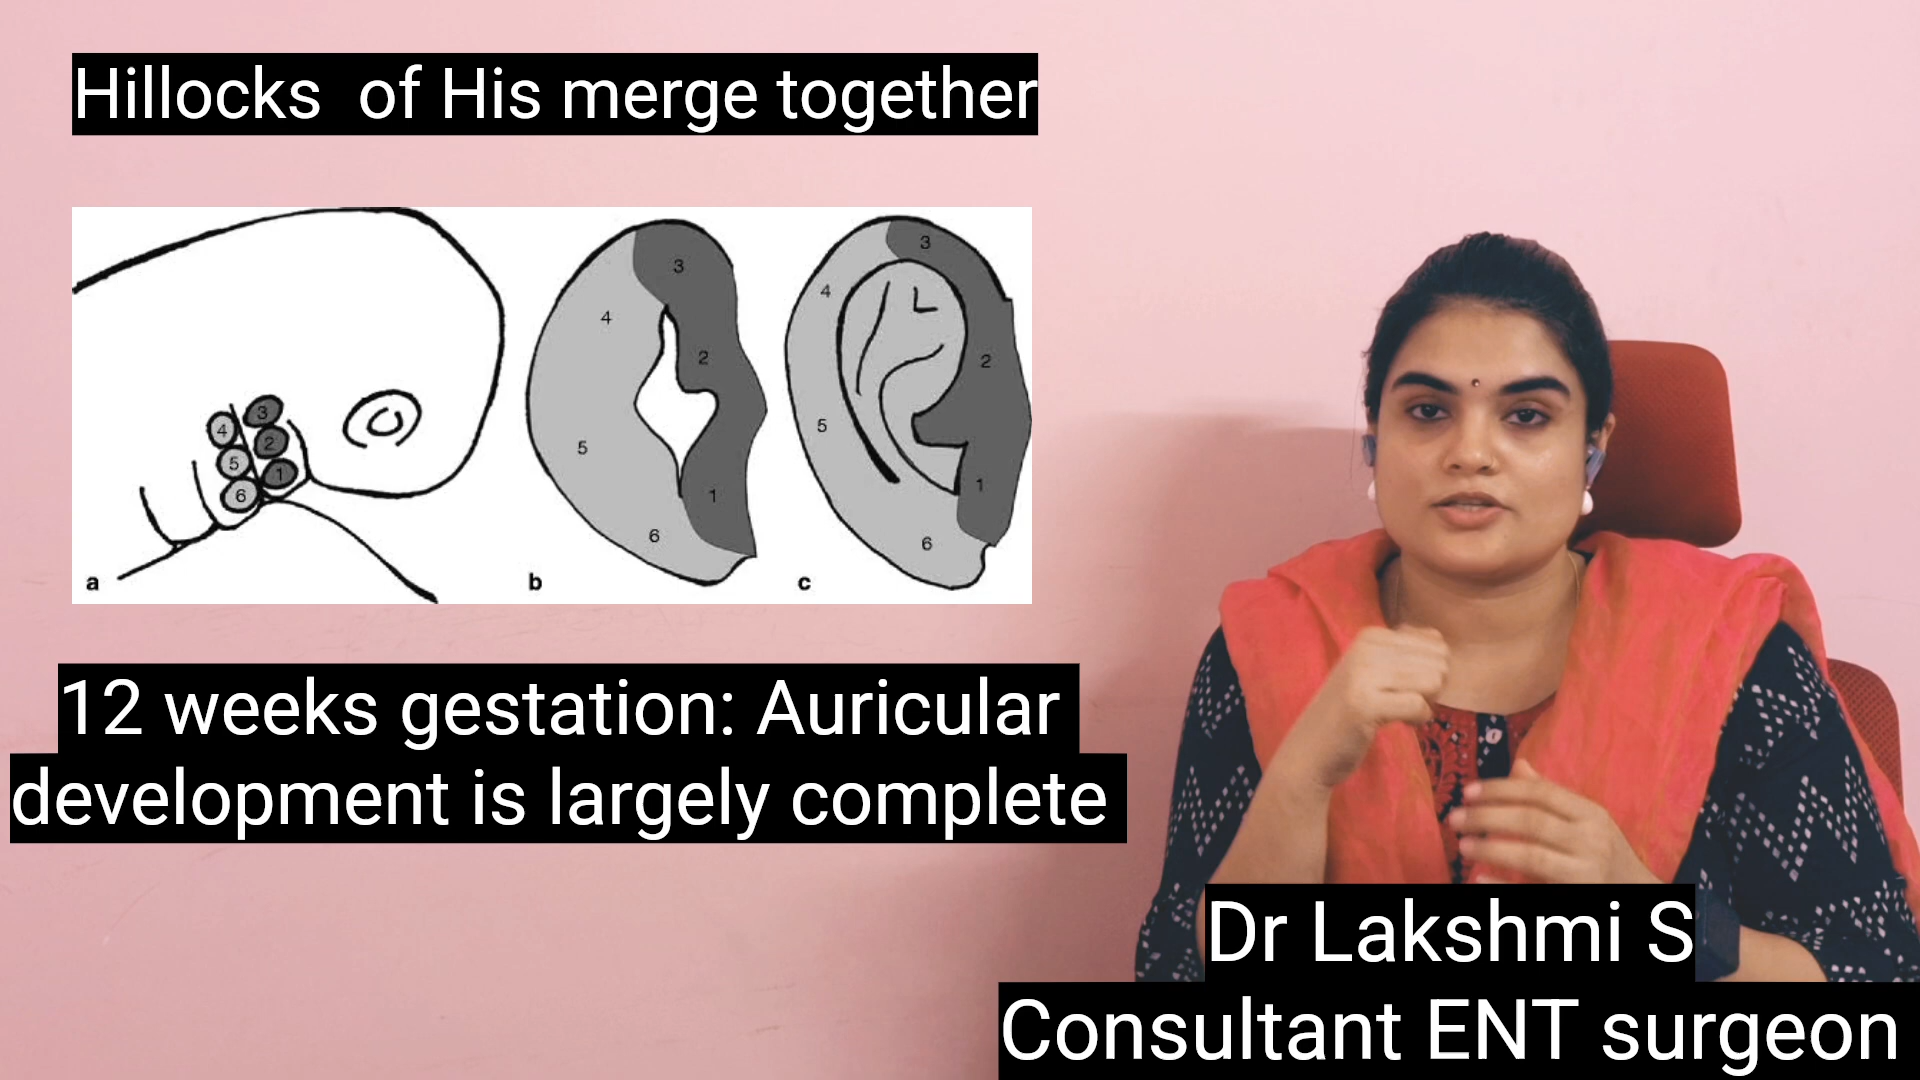 Hillocks  of His merge together
3
4
2
5
1
6
a
3
4
2
5
1
6
b
3
4
2
5
1
6
c
12 weeks gestation: Auricular
development is largely complete
Dr Lakshmi S
Consultant ENT surgeon